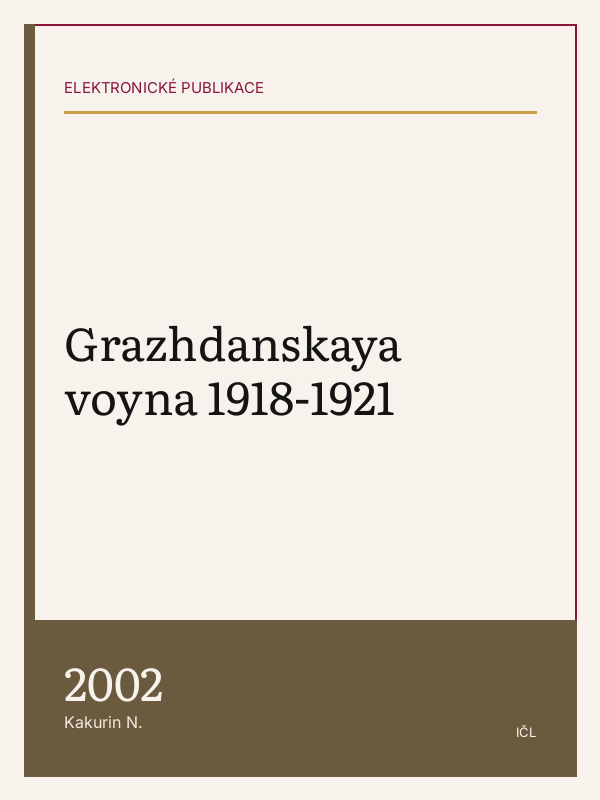 ELEKTRONICKÉ PUBLIKACE
Grazhdanskaya
voyna 1918-1921
2002
Kakurin N.
IČL